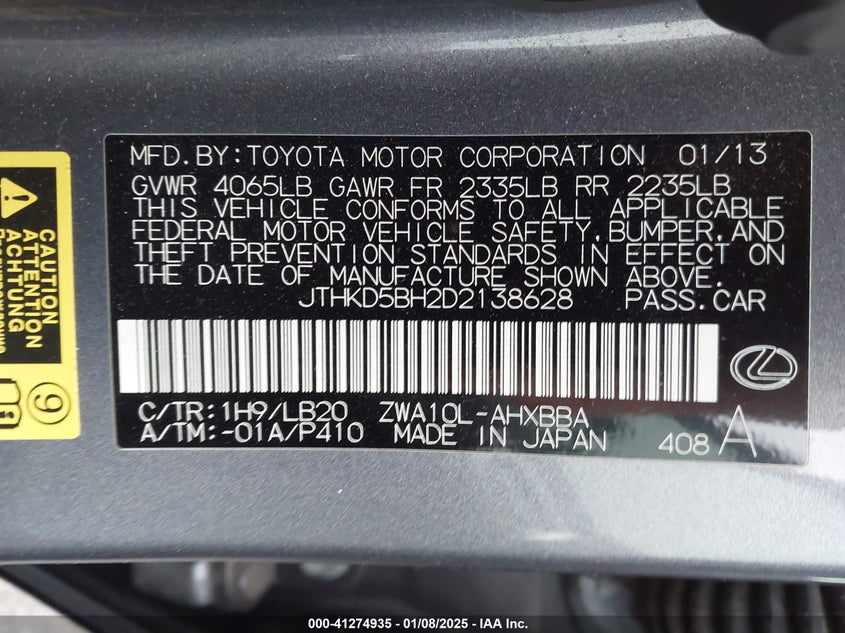 MFD.BY:TOYOTA MOTOR CORPORATION 01/13
GVWR 4065LB GAWR FR 2335LB RR 2235LB
THIS VEHICLE CONFORMS TO ALL APPLICABLE
FEDERAL MOTOR VEHICLE SAFETY,BUMPER,AND
THEFT PREVENTION STANDARDS IN EFFECT ON
THE DATE OF MANUFACTURE SHOWN ABOVE.
JTHKD5BH2D2138628 PASS.CAR
C/TR:1H9/LB20 ZWA10L-AHXBBA
A/TM:-01A/P410 MADE IN JAPAN 408 A
CAUTION
ATTENTION
ACHTUNG
9
000-41274935 - 01/08/2025 - IAA Inc.